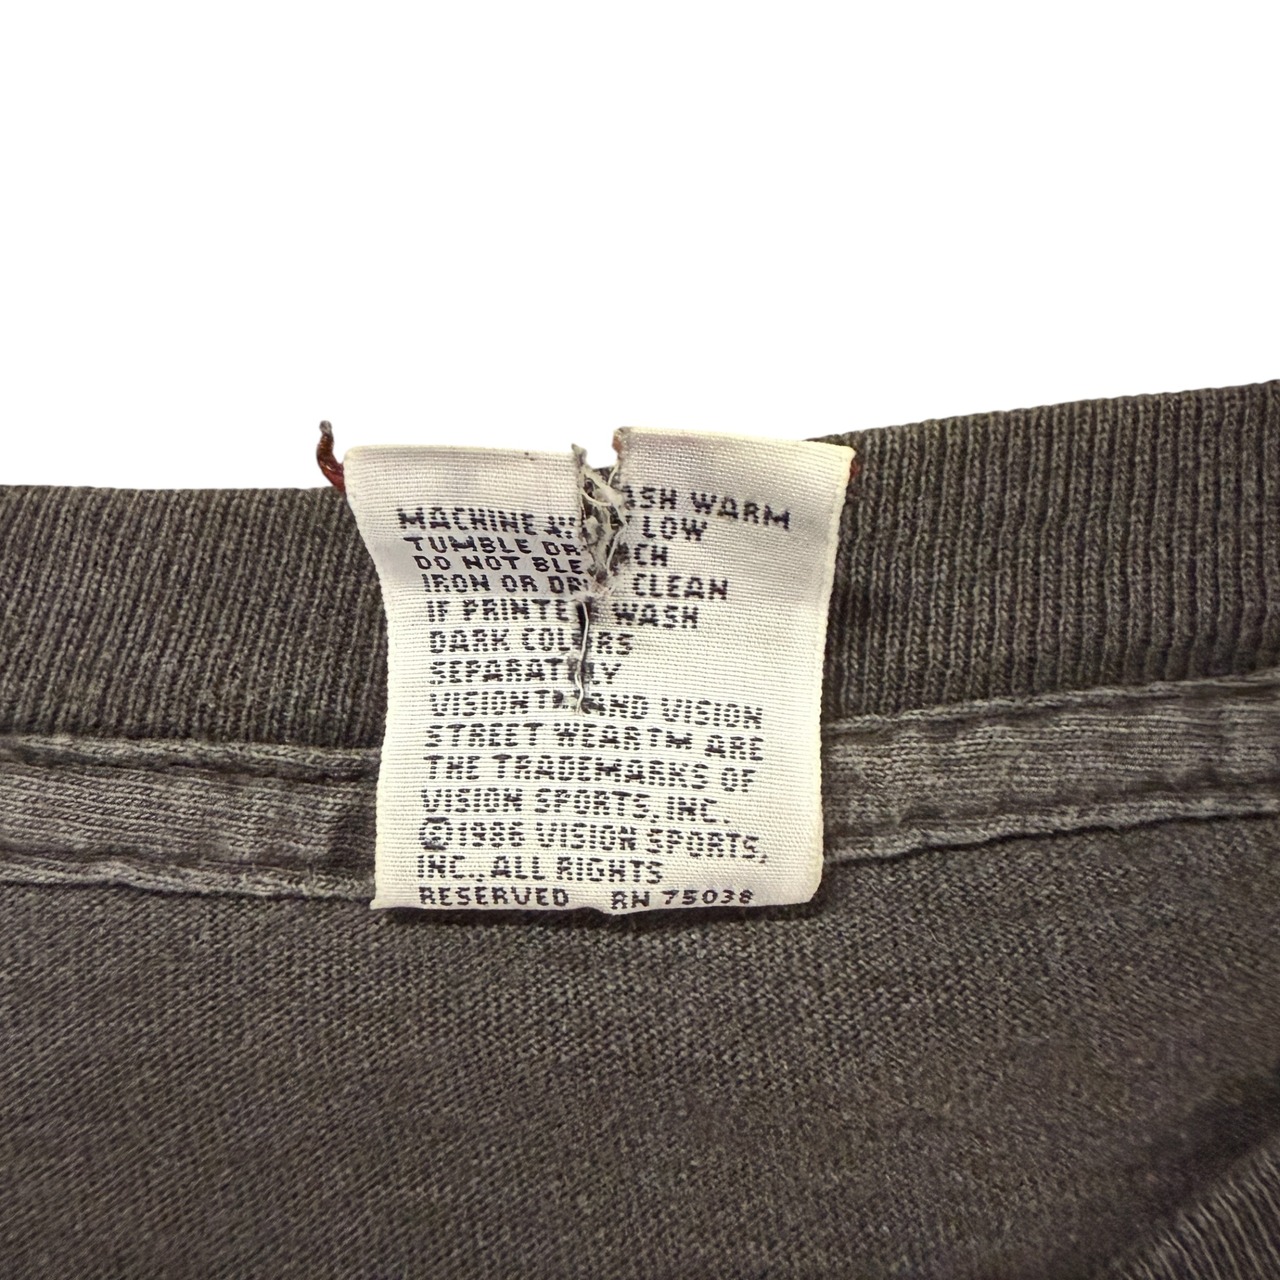 MACHINE WASH WARM
TUMBLE DRY LOW
DO NOT BLEACH
IRON OR DRY CLEAN
IF PRINTED WASH
DARK COLORS
SEPARATELY
VISION TM AND VISION
STREET WEARTM ARE
THE TRADEMARKS OF
VISION SPORTS, INC.
©1986 VISION SPORTS,
INC., ALL RIGHTS
RESERVED RN 75038